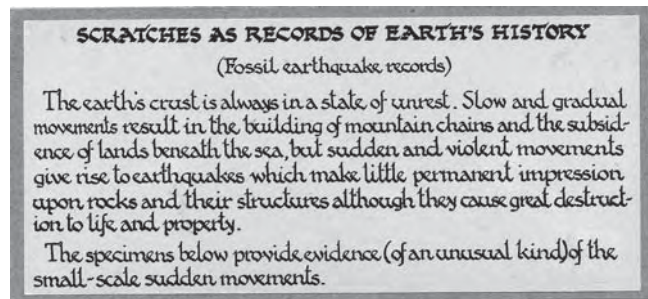 SCRATCHES AS RECORDS OF EARTH'S HISTORY
(Fossil earthquake records)
The earth's crust is always in a state of unrest. Slow and gradual
movements result in the building of mountain chains and the subsid-
ence of lands beneath the sea, but sudden and violent movements
give rise to earthquakes which make little permanent impression
upon rocks and their structures although they cause great destruct-
ion to life and property.
The specimens below provide evidence (of an unusual kind) of the
small-scale sudden movements.